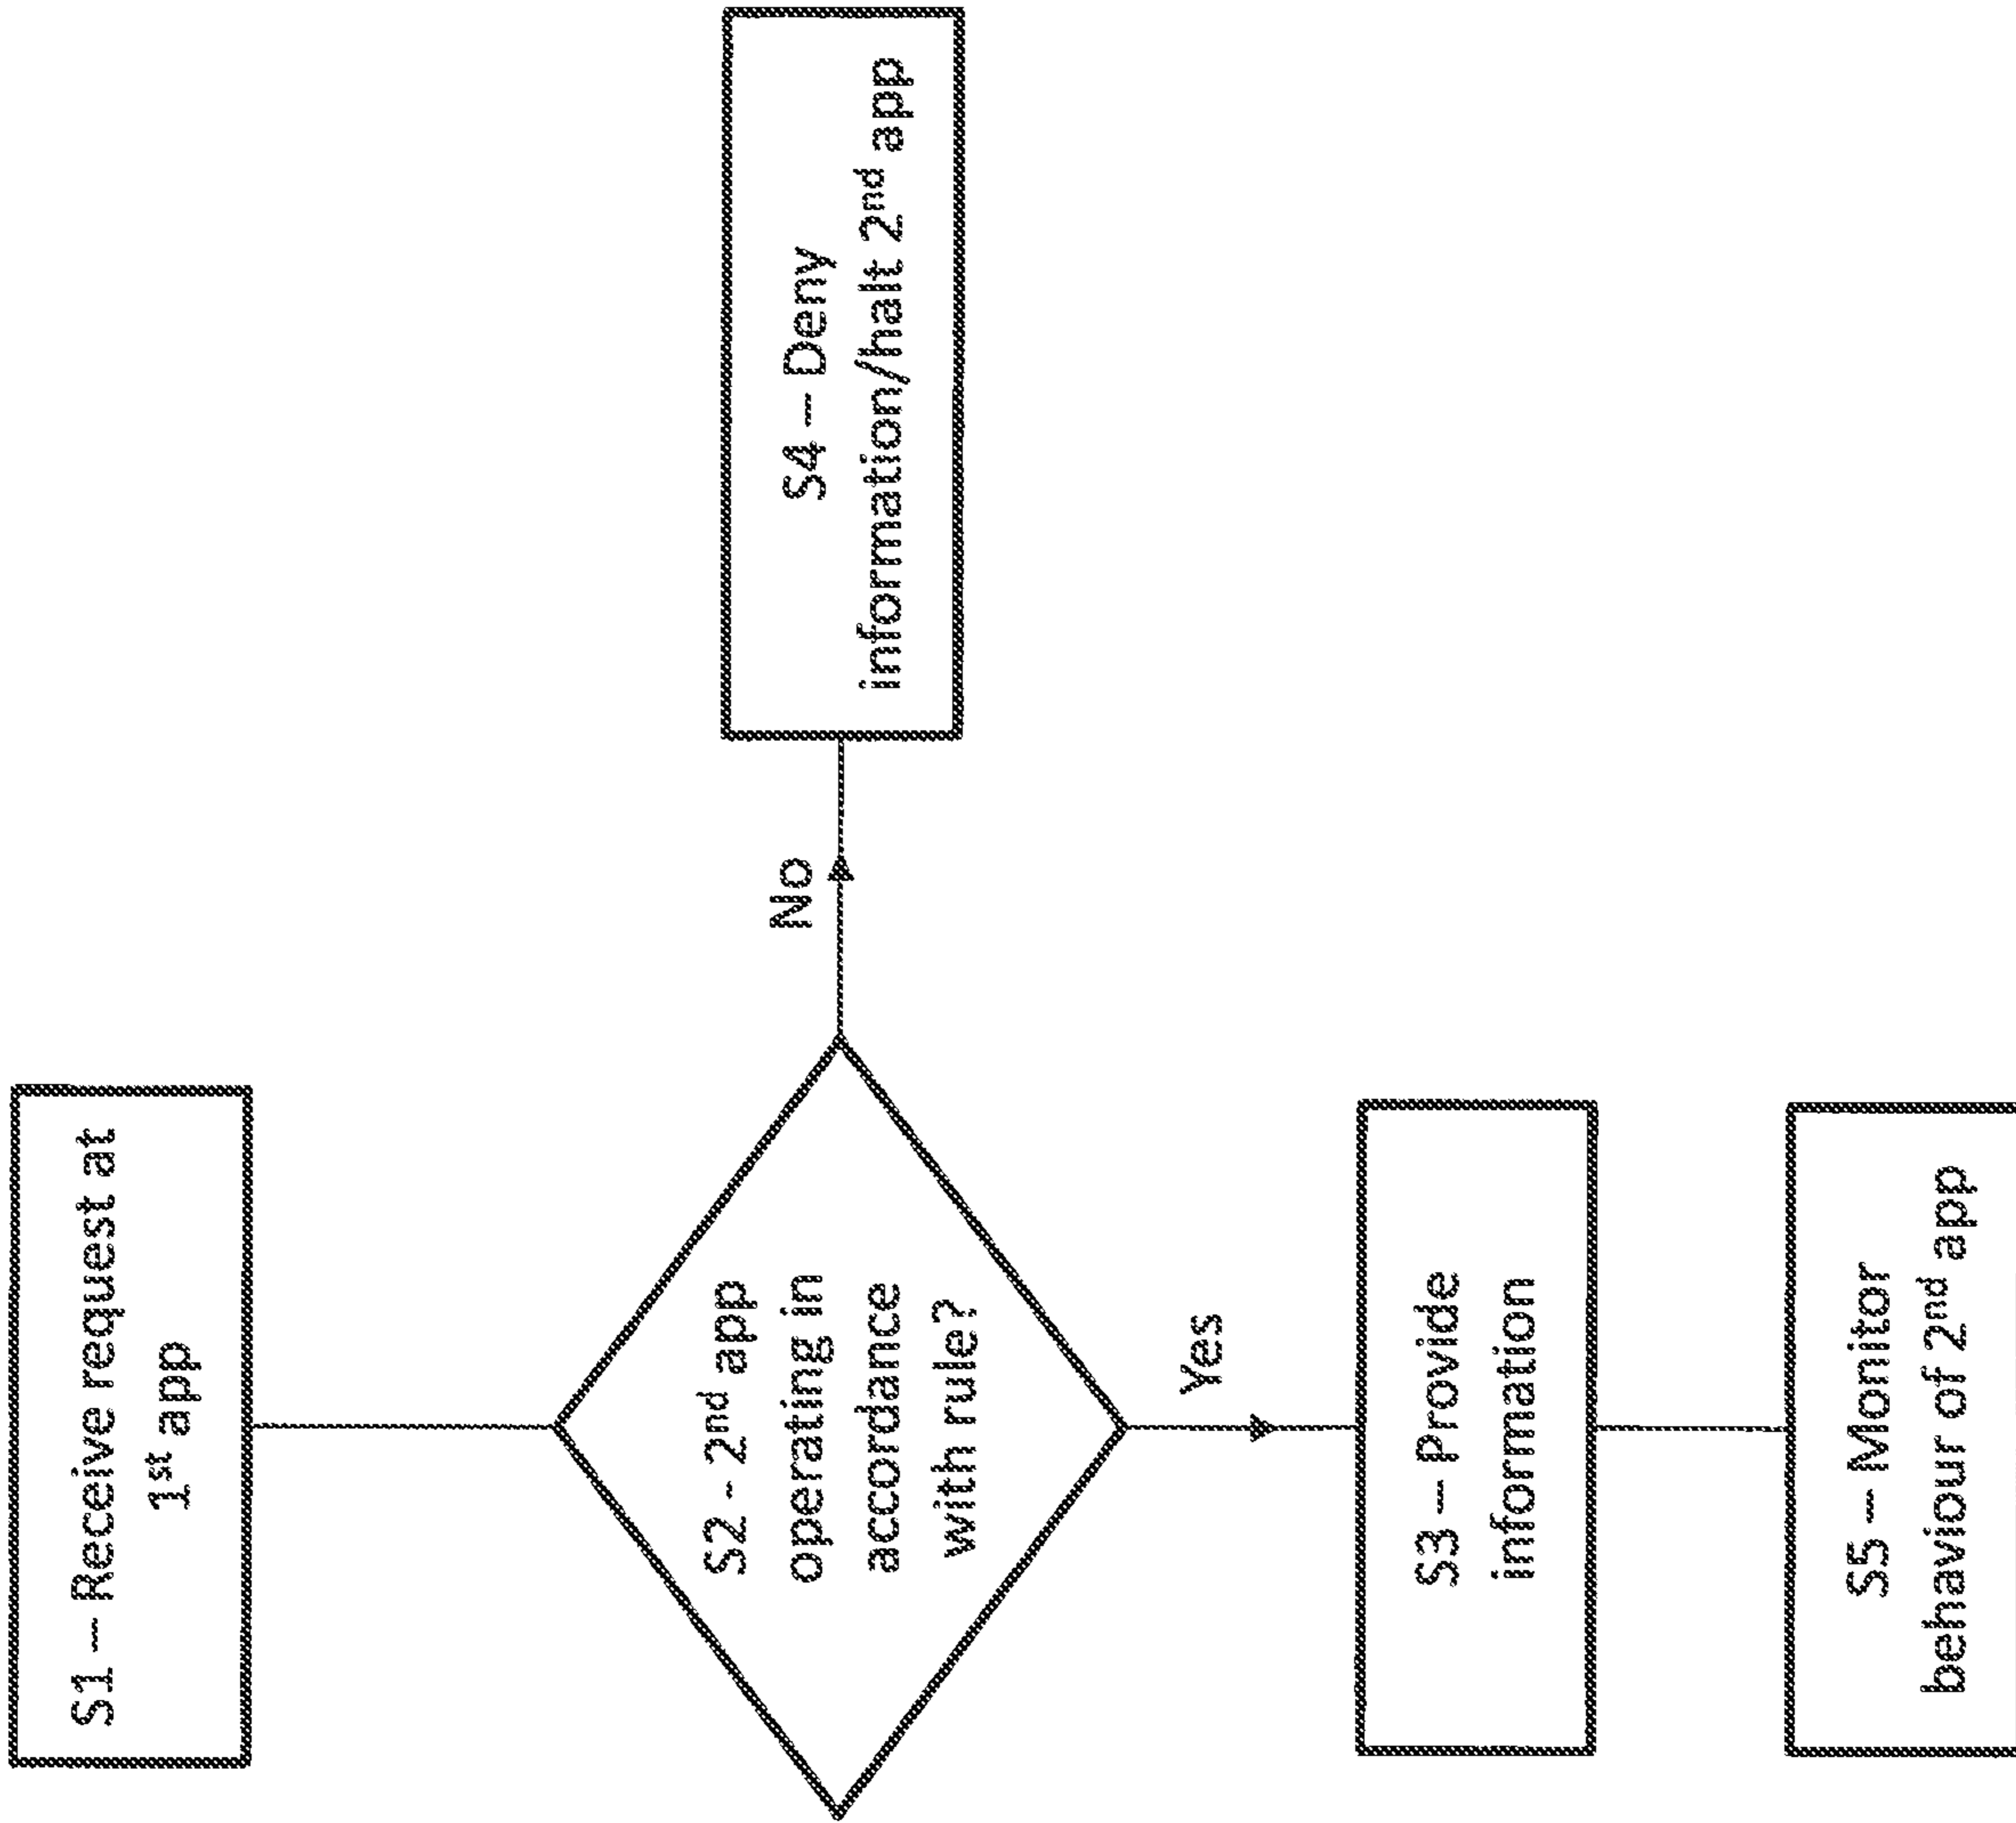 S1 – Receive request at
1st app
S2 - 2nd app
operating in
accordance
with rule?
No
S4 – Deny
information/halt 2nd app
Yes
S3 – Provide
information
S5 – Monitor
behaviour of 2nd app